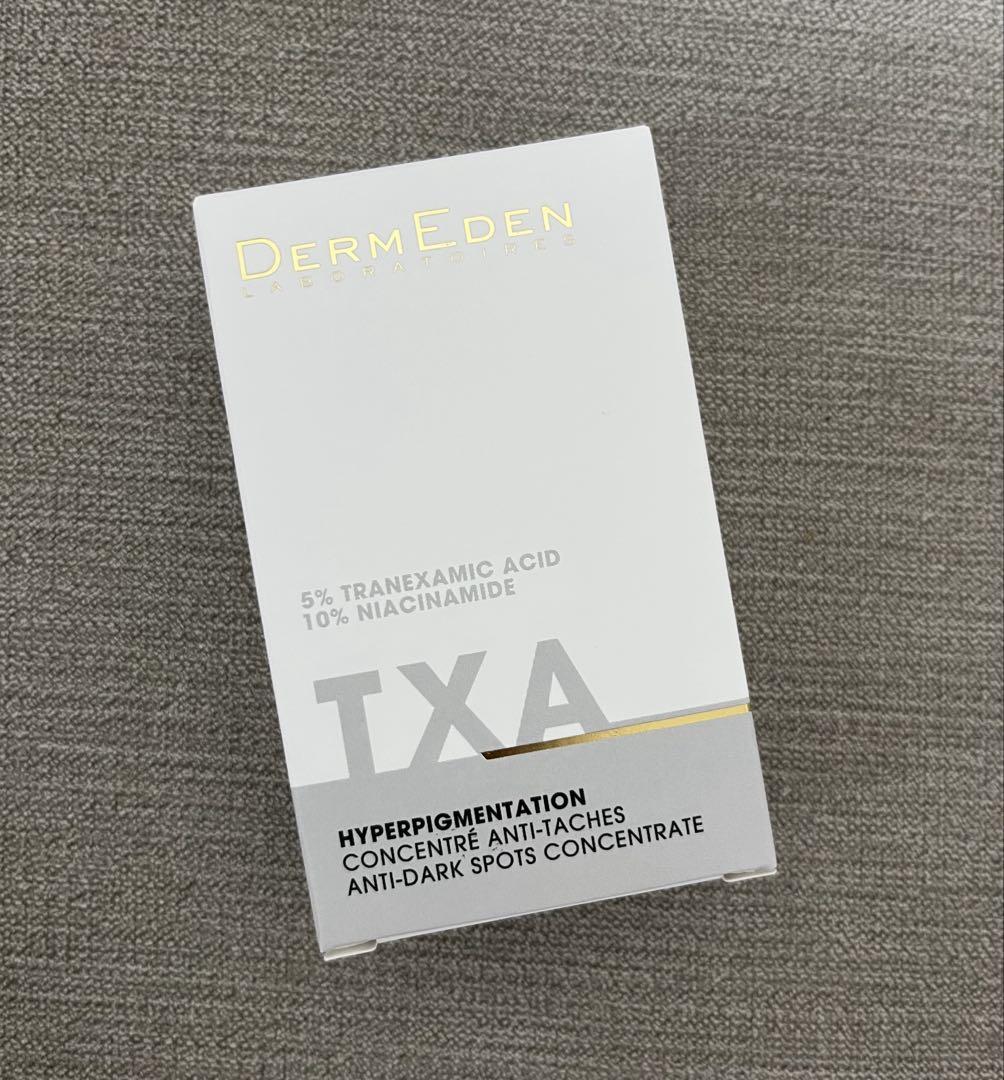 DERMEDEN
LABORATOIRES
5% TRANEXAMIC ACID
10% NIACINAMIDE
TXA
HYPERPIGMENTATION
CONCENTRÉ ANTI-TACHES
ANTI-DARK SPOTS CONCENTRATE